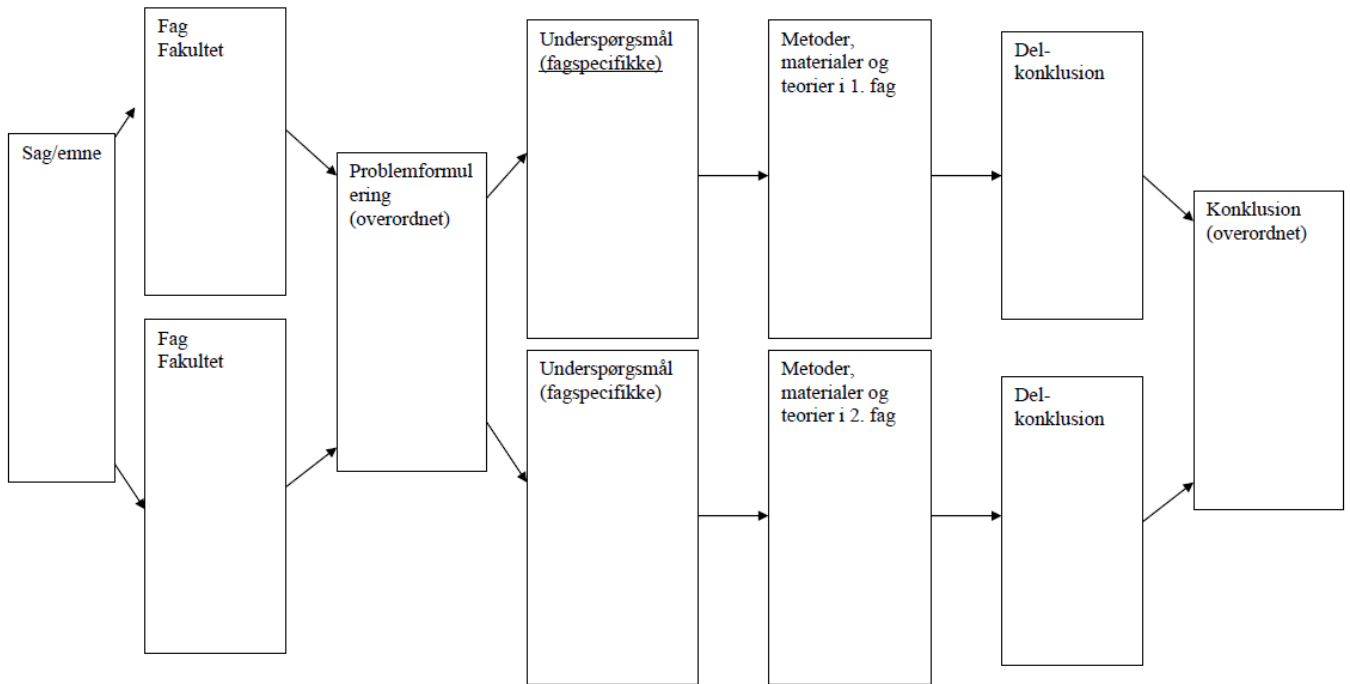 Sag/emne
Fag
Fakultet
Fag
Fakultet
Problemformul
ering
(overordnet)
Underspørgsmål
(fagspecifikke)
Underspørgsmål
(fagspecifikke)
Metoder,
materialer og
teorier i 1. fag
Metoder,
materialer og
teorier i 2. fag
Del-
konklusion
Del-
konklusion
Konklusion
(overordnet)